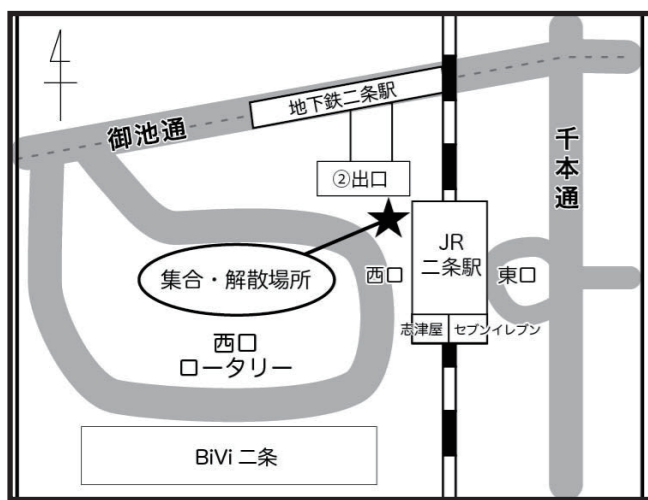 地下鉄二条駅
御池通
千本通
②出口
JR
二条駅
集合・解散場所
西口
東口
志津屋
セブンイレブン
西口
ロータリー
BiVi 二条